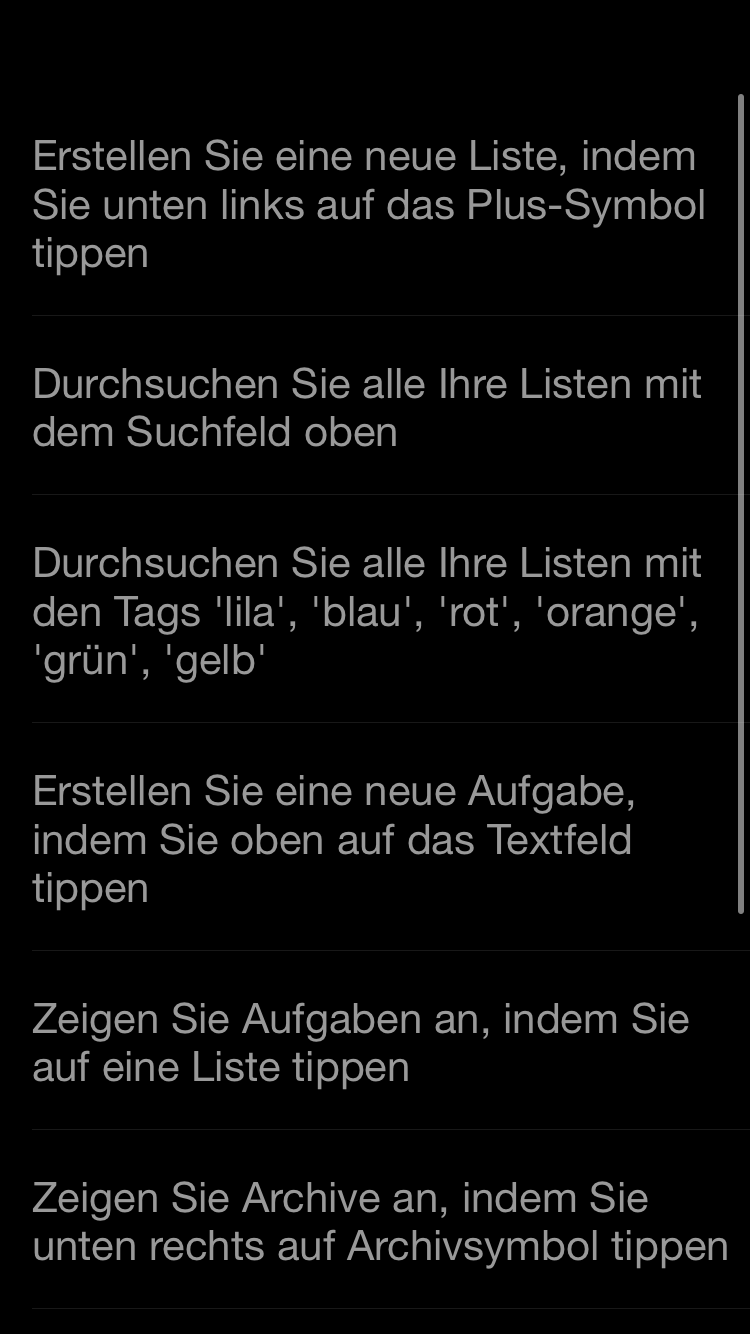 Erstellen Sie eine neue Liste, indem
Sie unten links auf das Plus-Symbol
tippen
Durchsuchen Sie alle Ihre Listen mit
dem Suchfeld oben
Durchsuchen Sie alle Ihre Listen mit
den Tags 'lila', 'blau', 'rot', 'orange',
'grün', 'gelb'
Erstellen Sie eine neue Aufgabe,
indem Sie oben auf das Textfeld
tippen
Zeigen Sie Aufgaben an, indem Sie
auf eine Liste tippen
Zeigen Sie Archive an, indem Sie
unten rechts auf Archivsymbol tippen